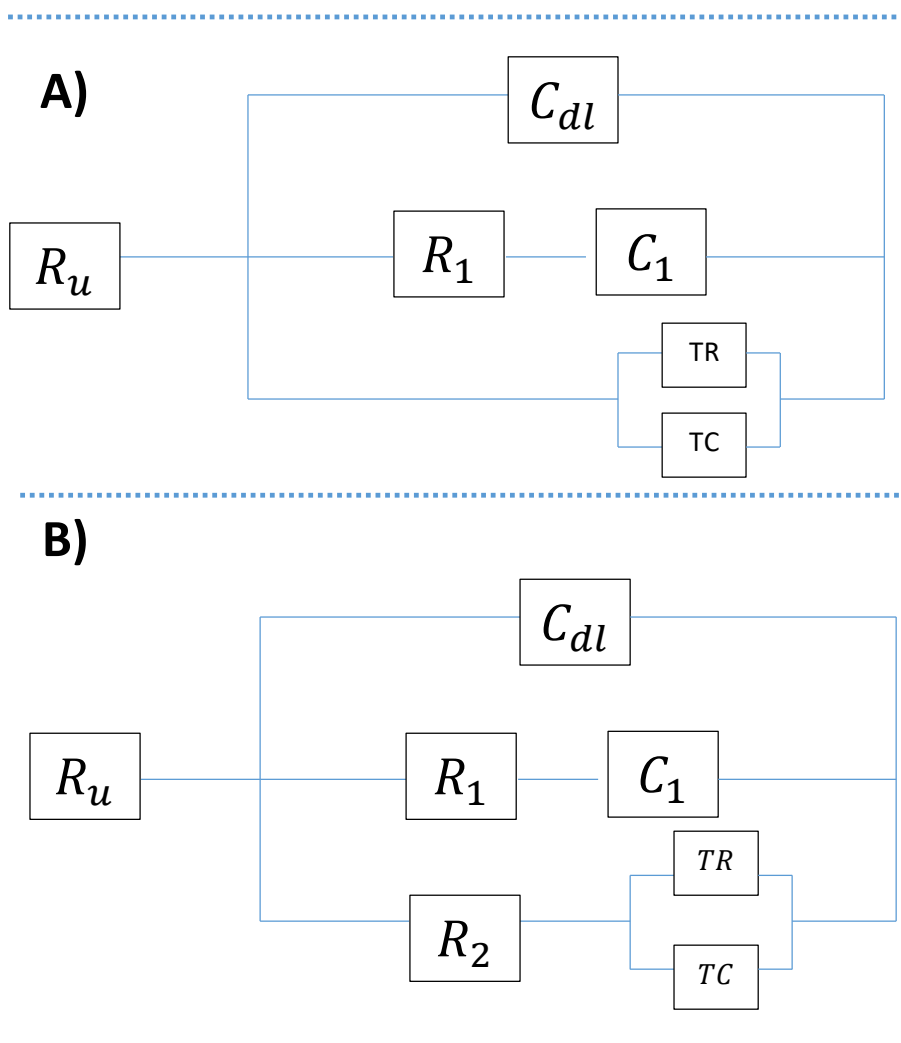 A)
C_dl
R_u
R_1
C_1
TR
TC
B)
C_dl
R_u
R_1
C_1
TR
R_2
TC